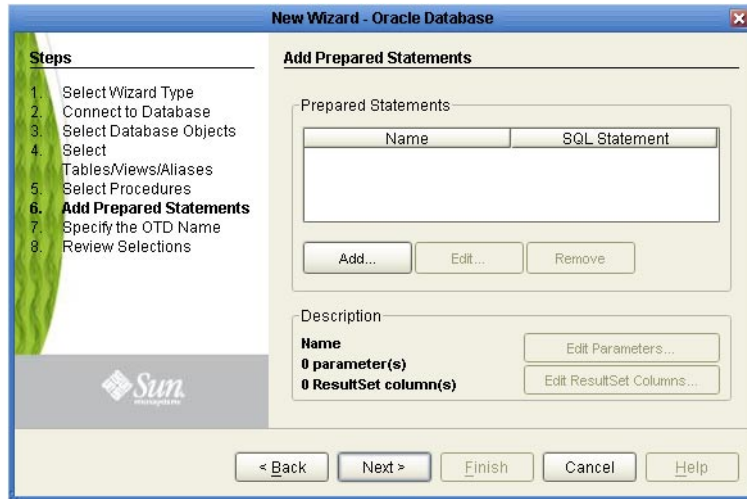 New Wizard - Oracle Database
Steps
1. Select Wizard Type
2. Connect to Database
3. Select Database Objects
4. Select
Tables/Views/Aliases
5. Select Procedures
6. Add Prepared Statements
7. Specify the OTD Name
8. Review Selections
Sun
microsystems
Add Prepared Statements
Prepared Statements
Name SQL Statement
Add... Edit... Remove
Description
Name
0 parameter(s)
0 ResultSet column(s)
Edit Parameters...
Edit ResultSet Columns...
< Back Next > Finish Cancel Help